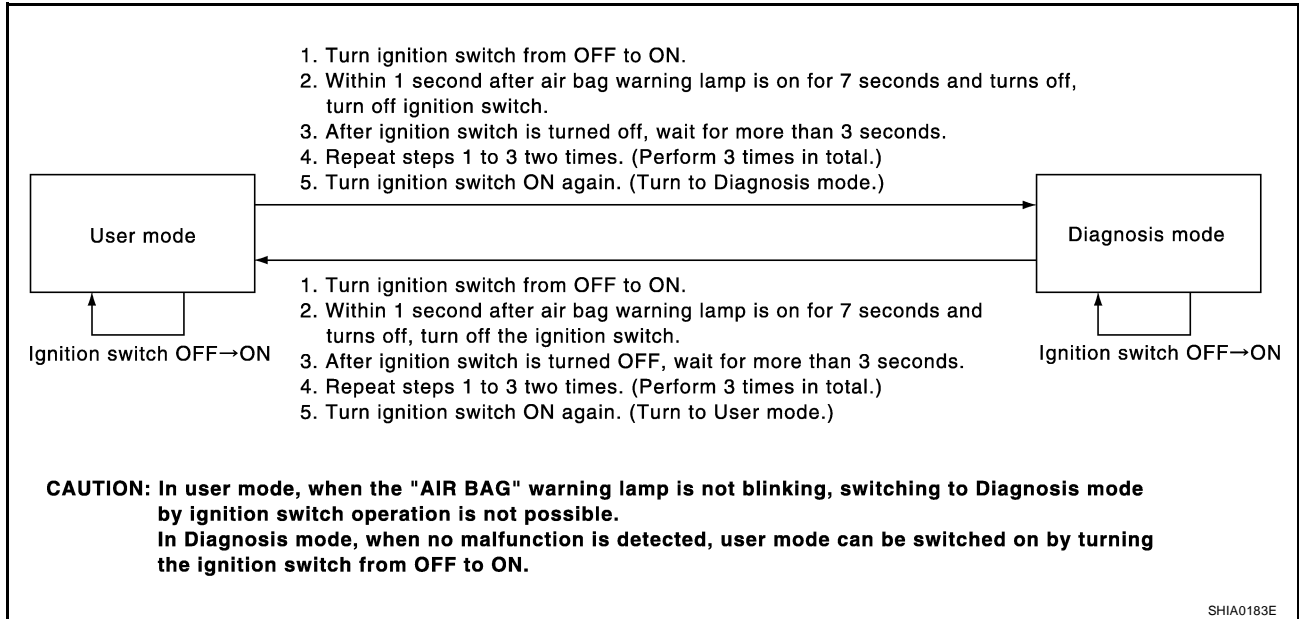 1. Turn ignition switch from OFF to ON.
2. Within 1 second after air bag warning lamp is on for 7 seconds and turns off,
turn off ignition switch.
3. After ignition switch is turned off, wait for more than 3 seconds.
4. Repeat steps 1 to 3 two times. (Perform 3 times in total.)
5. Turn ignition switch ON again. (Turn to Diagnosis mode.)
User mode
Diagnosis mode
1. Turn ignition switch from OFF to ON.
2. Within 1 second after air bag warning lamp is on for 7 seconds and
turns off, turn off the ignition switch.
3. After ignition switch is turned OFF, wait for more than 3 seconds.
4. Repeat steps 1 to 3 two times. (Perform 3 times in total.)
5. Turn ignition switch ON again. (Turn to User mode.)
Ignition switch OFF→ON
Ignition switch OFF→ON
CAUTION: In user mode, when the "AIR BAG" warning lamp is not blinking, switching to Diagnosis mode
by ignition switch operation is not possible.
In Diagnosis mode, when no malfunction is detected, user mode can be switched on by turning
the ignition switch from OFF to ON.
SHIA0183E